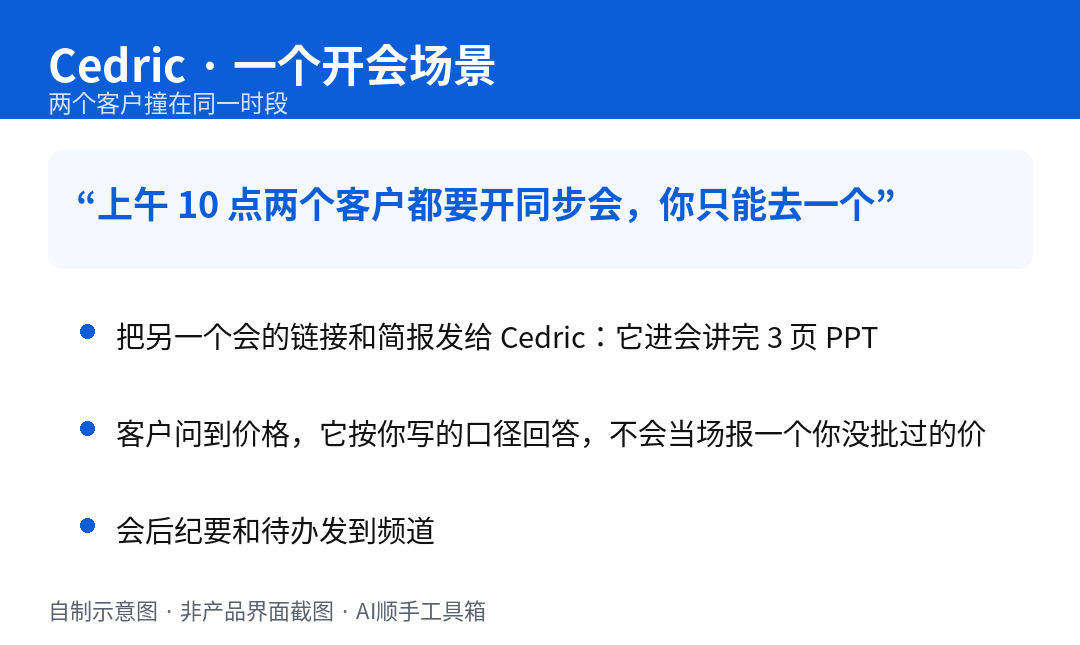 Cedric · 一个开会场景
两个客户撞在同一时段
“上午 10 点两个客户都要开同步会，你只能去一个”
把另一个会的链接和简报发给 Cedric：它进会讲完 3 页 PPT
客户问到价格，它按你写的口径回答，不会当场报一个你没批过的价
会后纪要和待办发到频道
自制示意图 · 非产品界面截图 · AI顺手工具箱